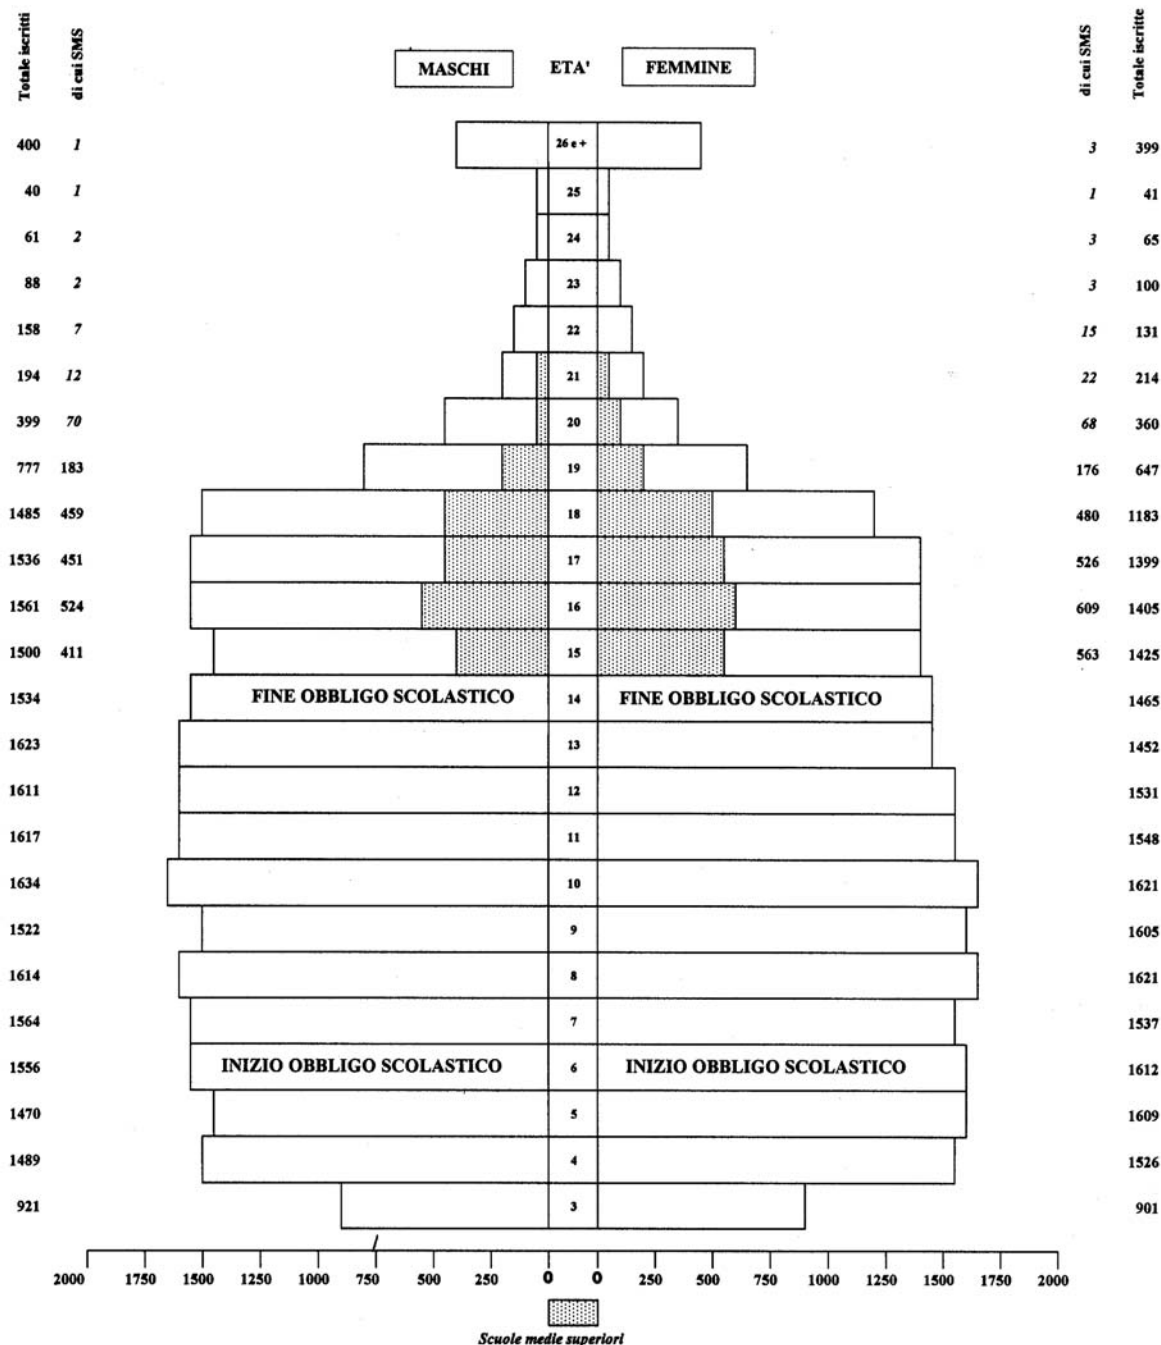 Totale iscritti
di cui SMS
MASCHI ETA' FEMMINE
di cui SMS
Totale iscritte
400 1 26 e + 3 399
40 1 25 1 41
61 2 24 3 65
88 2 23 3 100
158 7 22 15 131
194 12 21 22 214
399 70 20 68 360
777 183 19 176 647
1485 459 18 480 1183
1536 451 17 526 1399
1561 524 16 609 1405
1500 411 15 563 1425
1534 FINE OBBLIGO SCOLASTICO 14 FINE OBBLIGO SCOLASTICO 1465
1623 13 1452
1611 12 1531
1617 11 1548
1634 10 1621
1522 9 1605
1614 8 1621
1564 7 1537
1556 INIZIO OBBLIGO SCOLASTICO 6 INIZIO OBBLIGO SCOLASTICO 1612
1470 5 1609
1489 4 1526
921 3 901
2000 1750 1500 1250 1000 750 500 250 0 0 250 500 750 1000 1250 1500 1750 2000
Scuole medie superiori